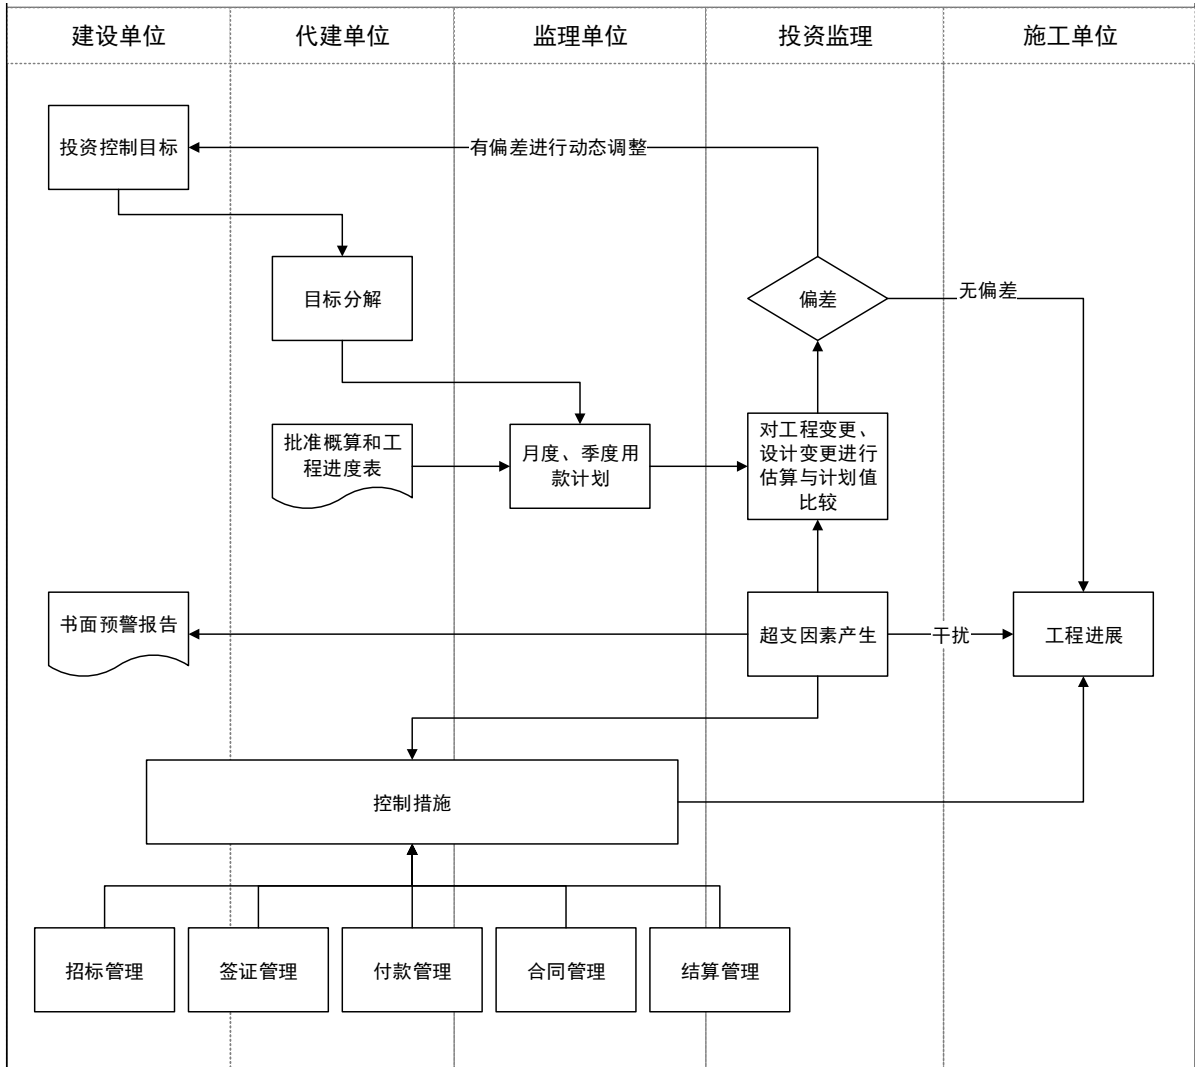 建设单位
代建单位
监理单位
投资监理
施工单位
投资控制目标
有偏差进行动态调整
目标分解
偏差
无偏差
批准概算和工
程进度表
月度、季度用
款计划
对工程变更、
设计变更进行
估算与计划值
比较
书面预警报告
超支因素产生
干扰
工程进展
控制措施
招标管理
签证管理
付款管理
合同管理
结算管理